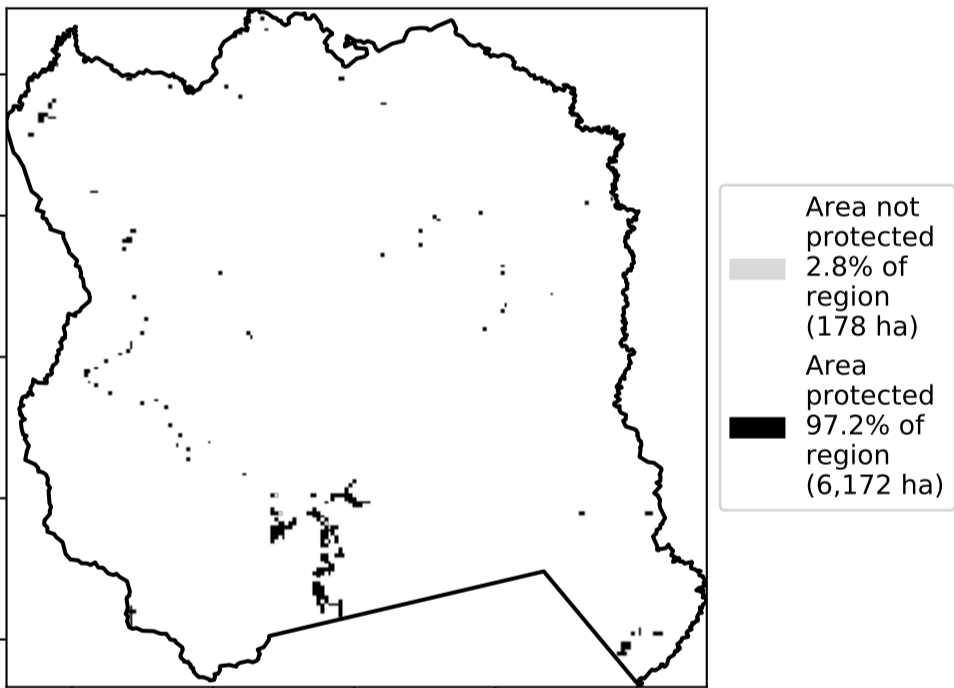 Area not
protected
2.8% of
region
(178 ha)
Area
protected
97.2% of
region
(6,172 ha)